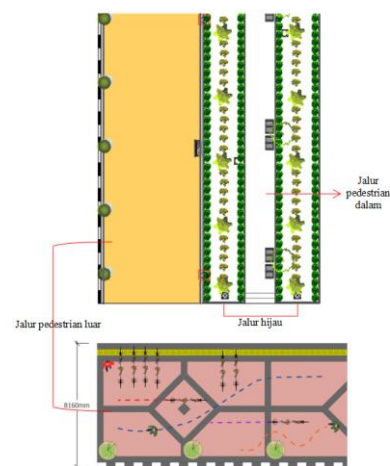 Jalur
pedestrian
dalam
Jalur pedestrian luar
Jalur hijau
8160mm